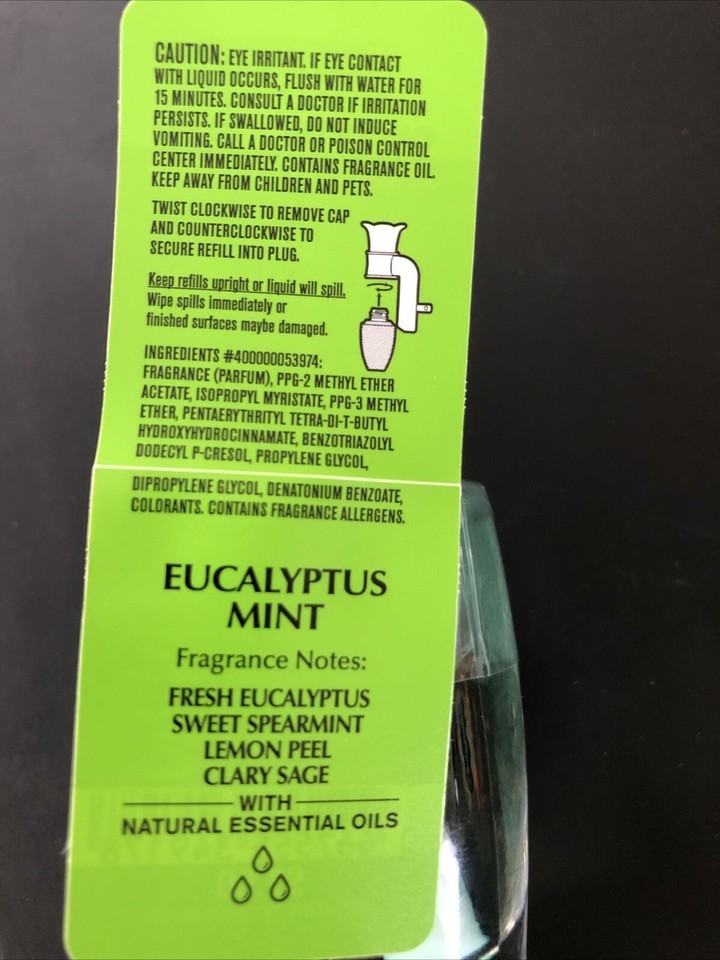 CAUTION: EYE IRRITANT. IF EYE CONTACT
WITH LIQUID OCCURS, FLUSH WITH WATER FOR
15 MINUTES. CONSULT A DOCTOR IF IRRITATION
PERSISTS. IF SWALLOWED, DO NOT INDUCE
VOMITING. CALL A DOCTOR OR POISON CONTROL
CENTER IMMEDIATELY. CONTAINS FRAGRANCE OIL.
KEEP AWAY FROM CHILDREN AND PETS.
TWIST CLOCKWISE TO REMOVE CAP
AND COUNTERCLOCKWISE TO
SECURE REFILL INTO PLUG.
Keep refills upright or liquid will spill.
Wipe spills immediately or
finished surfaces maybe damaged.
INGREDIENTS #400000053974:
FRAGRANCE (PARFUM), PPG-2 METHYL ETHER
ACETATE, ISOPROPYL MYRISTATE, PPG-3 METHYL
ETHER, PENTAERYTHRITYL TETRA-DI-T-BUTYL
HYDROXYHYDROCINNAMATE, BENZOTRIAZOLYL
DODECYL P-CRESOL, PROPYLENE GLYCOL,
DIPROPYLENE GLYCOL, DENATONIUM BENZOATE,
COLORANTS. CONTAINS FRAGRANCE ALLERGENS.
EUCALYPTUS
MINT
Fragrance Notes:
FRESH EUCALYPTUS
SWEET SPEARMINT
LEMON PEEL
CLARY SAGE
WITH
NATURAL ESSENTIAL OILS